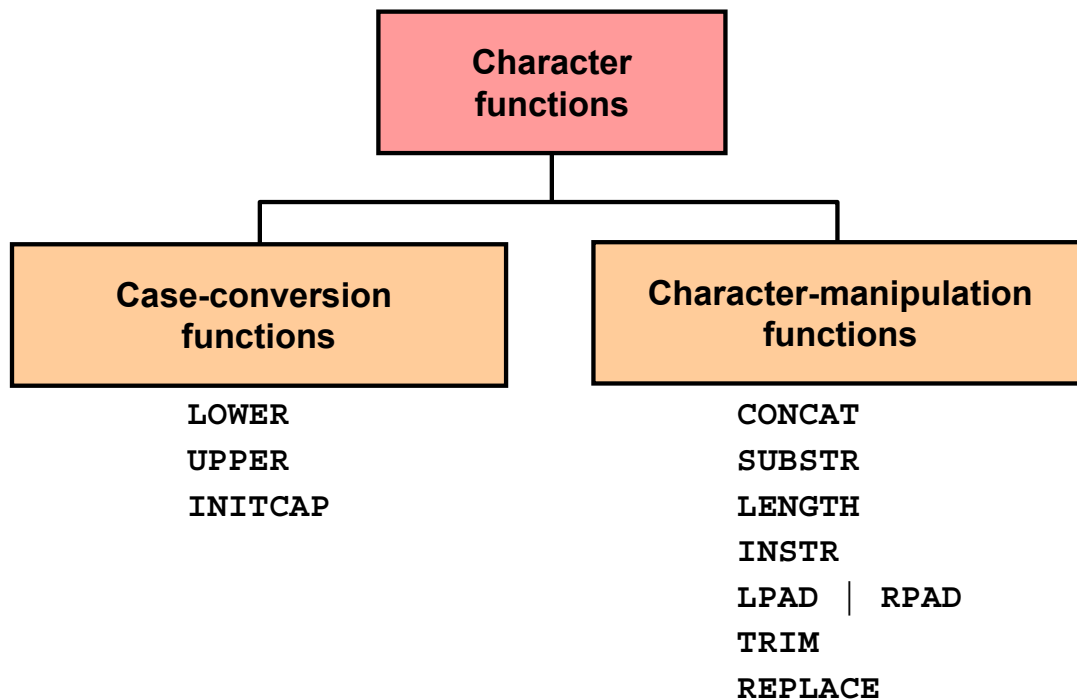 Character
functions
Case-conversion
functions
LOWER
UPPER
INITCAP
Character-manipulation
functions
CONCAT
SUBSTR
LENGTH
INSTR
LPAD | RPAD
TRIM
REPLACE